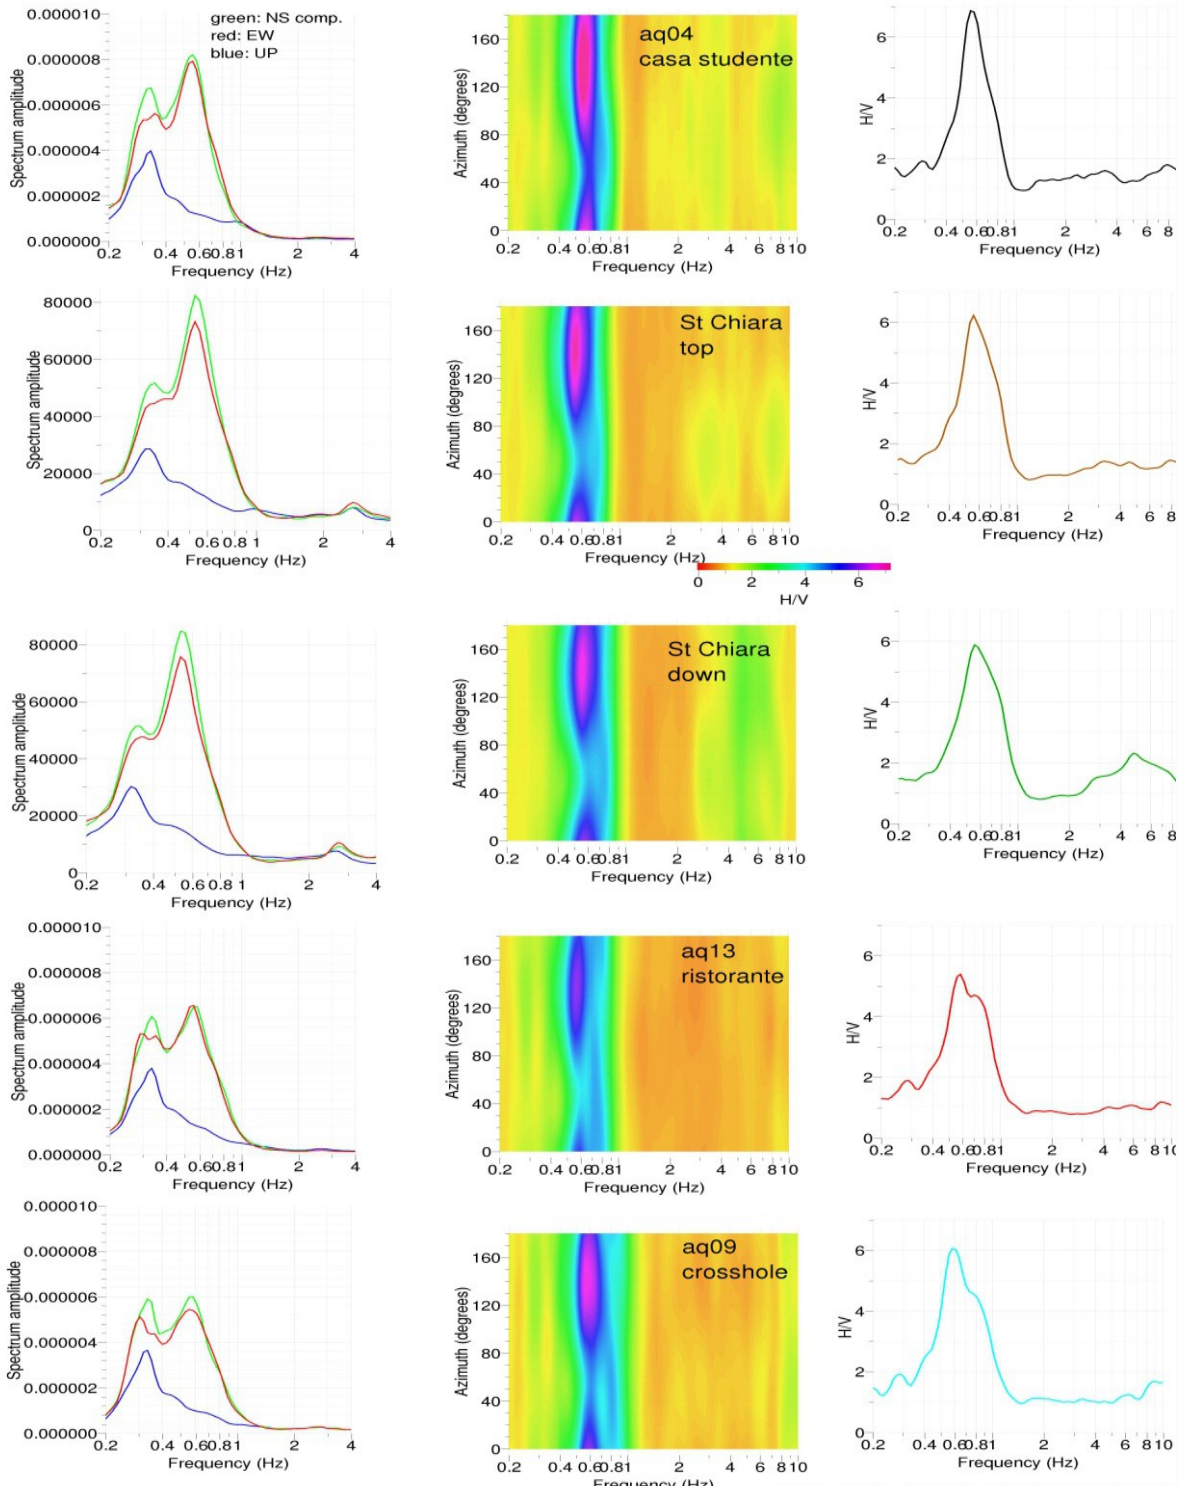 green: NS comp.
red: EW
blue: UP
Spectrum amplitude
0.000010
0.000008
0.000006
0.000004
0.000002
0.000000
0.2 0.4 0.60.81 2 4
Frequency (Hz)
aq04
casa studente
Azimuth (degrees)
160
120
80
40
0
0.2 0.4 0.60.81 2 4 6 810
Frequency (Hz)
H/V
6
4
2
0
0.2 0.4 0.60.81 2 4 6 8
Frequency (Hz)
Spectrum amplitude
80000
60000
40000
20000
0
0.2 0.4 0.6 0.8 1 2 4
Frequency (Hz)
St Chiara
top
Azimuth (degrees)
160
120
80
40
0
0.2 0.4 0.60.81 2 4 6 810
Frequency (Hz)
H/V
6
4
2
0
0.2 0.4 0.60.81 2 4 6 8
Frequency (Hz)
0 2 4 6
H/V
Spectrum amplitude
80000
60000
40000
20000
0
0.2 0.4 0.6 0.8 1 2 4
Frequency (Hz)
St Chiara
down
Azimuth (degrees)
160
120
80
40
0
0.2 0.4 0.60.81 2 4 6 810
Frequency (Hz)
H/V
6
4
2
0
0.2 0.4 0.60.81 2 4 6 8
Frequency (Hz)
Spectrum amplitude
0.000010
0.000008
0.000006
0.000004
0.000002
0.000000
0.2 0.4 0.60.81 2 4
Frequency (Hz)
aq13
ristorante
Azimuth (degrees)
160
120
80
40
0
0.2 0.4 0.60.81 2 4 6 810
Frequency (Hz)
H/V
6
4
2
0
0.2 0.4 0.60.81 2 4 6 810
Frequency (Hz)
Spectrum amplitude
0.000010
0.000008
0.000006
0.000004
0.000002
0.000000
0.2 0.4 0.60.81 2 4
Frequency (Hz)
aq09
crosshole
Azimuth (degrees)
160
120
80
40
0
0.2 0.4 0.60.81 2 4 6 810
Frequency (Hz)
H/V
6
4
2
0
0.2 0.4 0.60.81 2 4 6 810
Frequency (Hz)